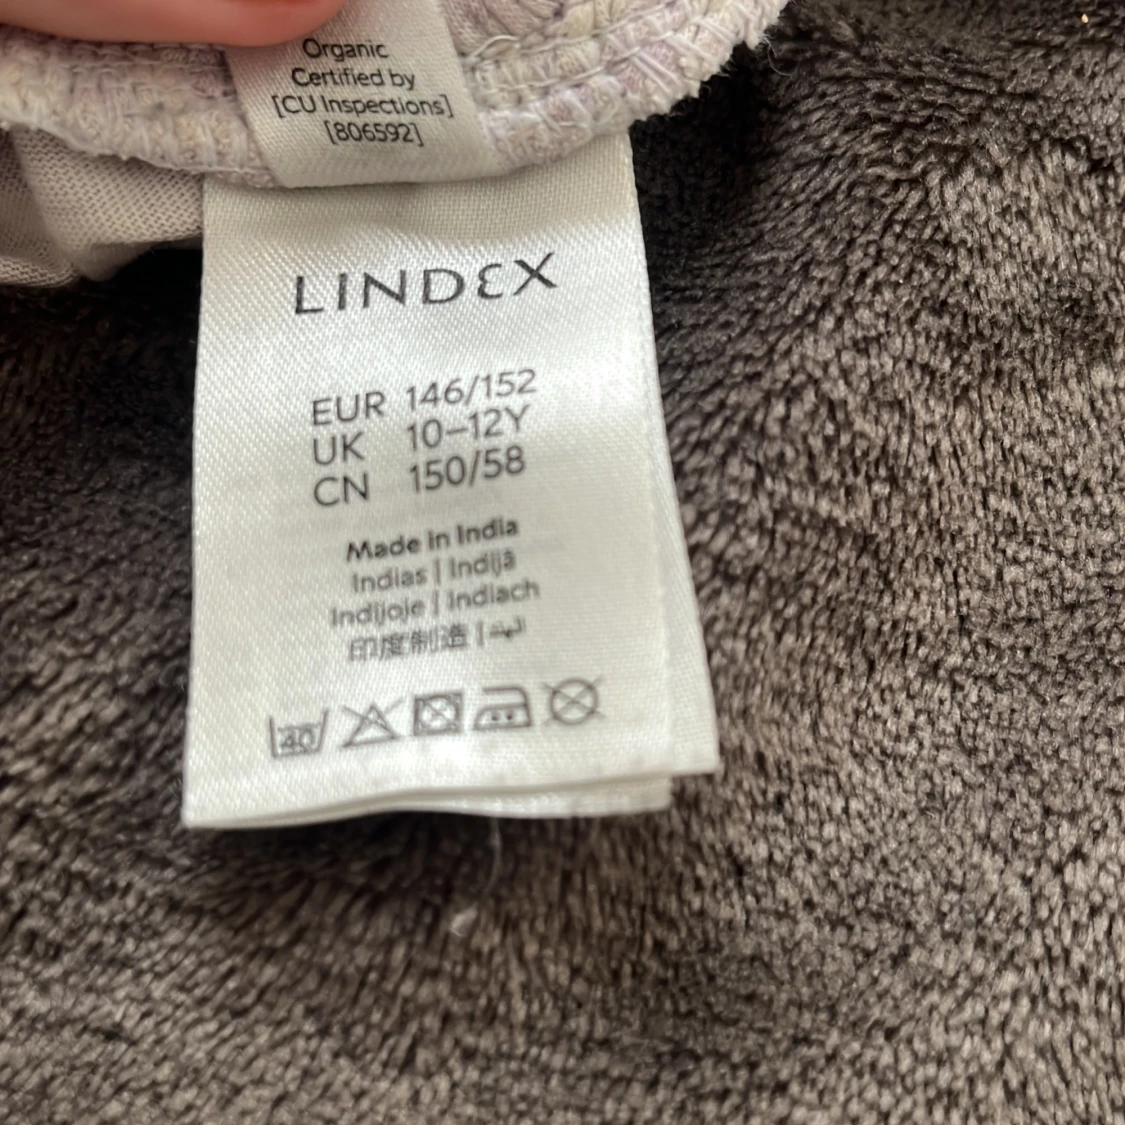 Organic
Certified by
[CU Inspections]
[806592]
LINDEX
EUR 146/152
UK 10–12Y
CN 150/58
Made in India
Indias | Indija
Indijoje | Indiach
印度制造 | الهند
40